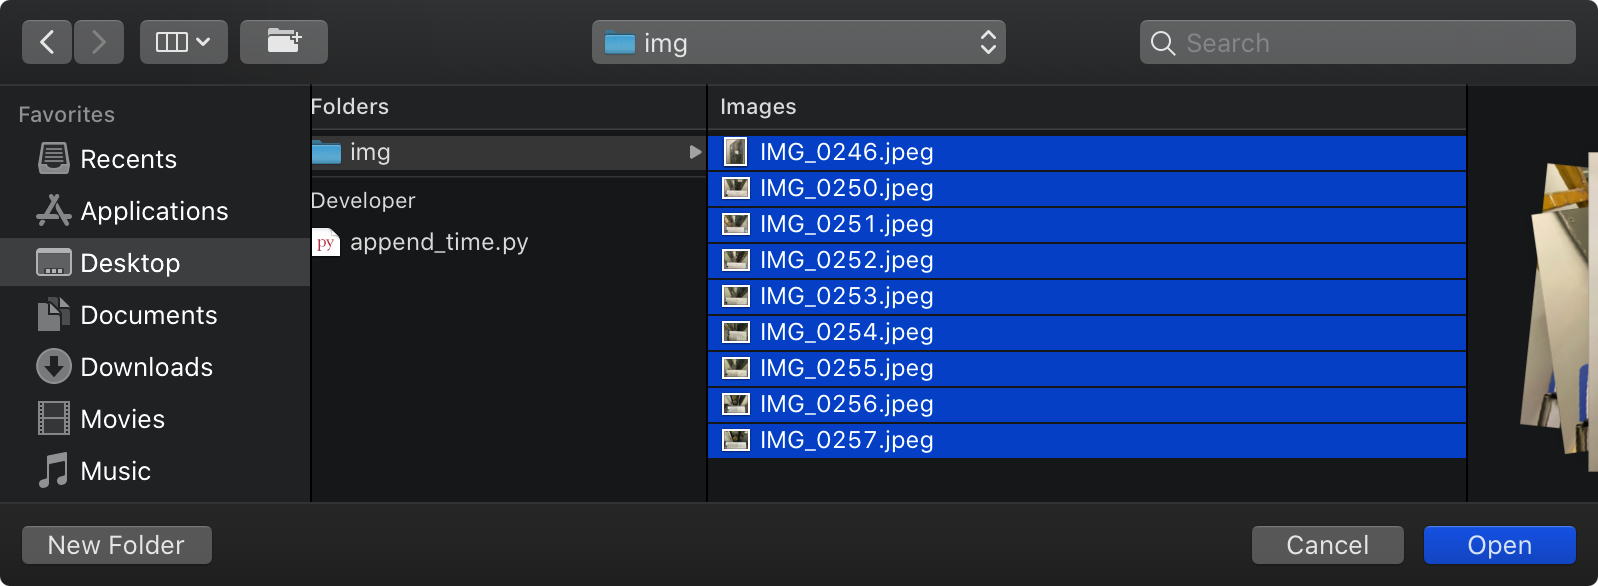 img
Search
Favorites
Recents
Applications
Desktop
Documents
Downloads
Movies
Music
Folders
img
Developer
py append_time.py
Images
IMG_0246.jpeg
IMG_0250.jpeg
IMG_0251.jpeg
IMG_0252.jpeg
IMG_0253.jpeg
IMG_0254.jpeg
IMG_0255.jpeg
IMG_0256.jpeg
IMG_0257.jpeg
New Folder
Cancel
Open